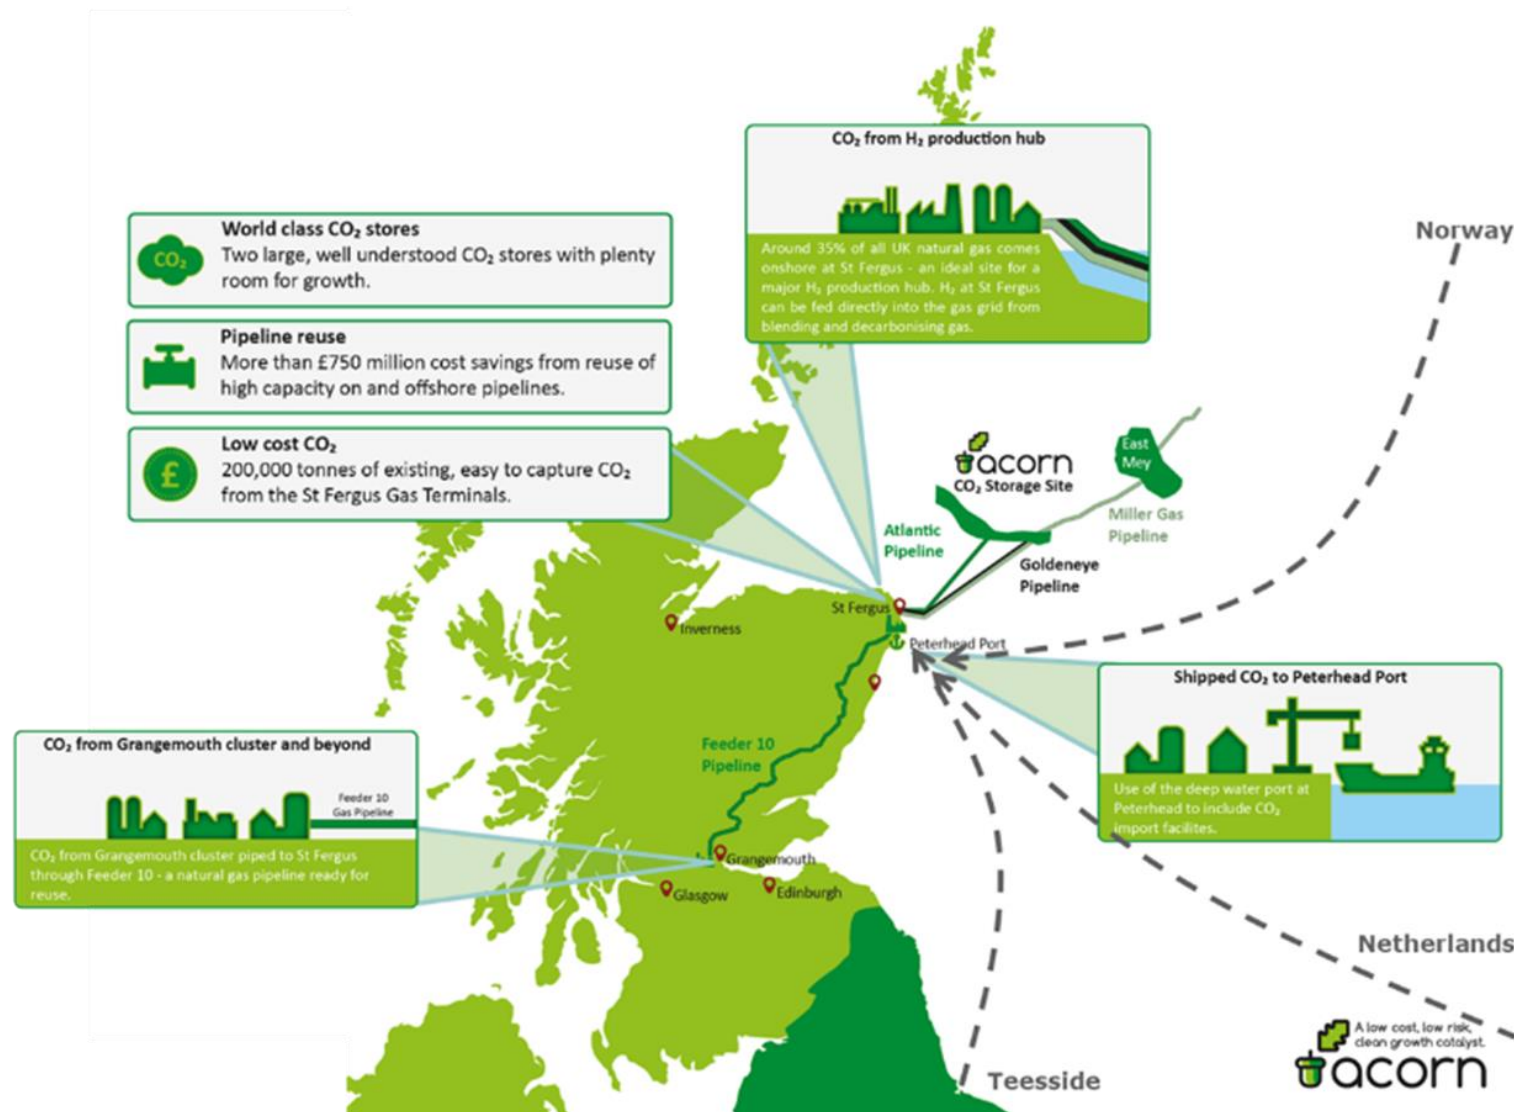 CO₂ from H₂ production hub
Around 35% of all UK natural gas comes
onshore at St Fergus - an ideal site for a
major H₂ production hub. H₂ at St Fergus
can be fed directly into the gas grid from
blending and decarbonising gas.
CO₂
World class CO₂ stores
Two large, well understood CO₂ stores with plenty
room for growth.
Pipeline reuse
More than £750 million cost savings from reuse of
high capacity on and offshore pipelines.
£
Low cost CO₂
200,000 tonnes of existing, easy to capture CO₂
from the St Fergus Gas Terminals.
Norway
acorn
CO₂ Storage Site
East
Mey
Atlantic
Pipeline
Miller Gas
Pipeline
Goldeneye
Pipeline
St Fergus
Inverness
Peterhead Port
Shipped CO₂ to Peterhead Port
Use of the deep water port at
Peterhead to include CO₂
import facilites.
Feeder 10
Pipeline
CO₂ from Grangemouth cluster and beyond
Feeder 10
Gas Pipeline
CO₂ from Grangemouth cluster piped to St Fergus
through Feeder 10 - a natural gas pipeline ready for
reuse.
Grangemouth
Glasgow
Edinburgh
Netherlands
A low cost, low risk,
clean growth catalyst.
acorn
Teesside